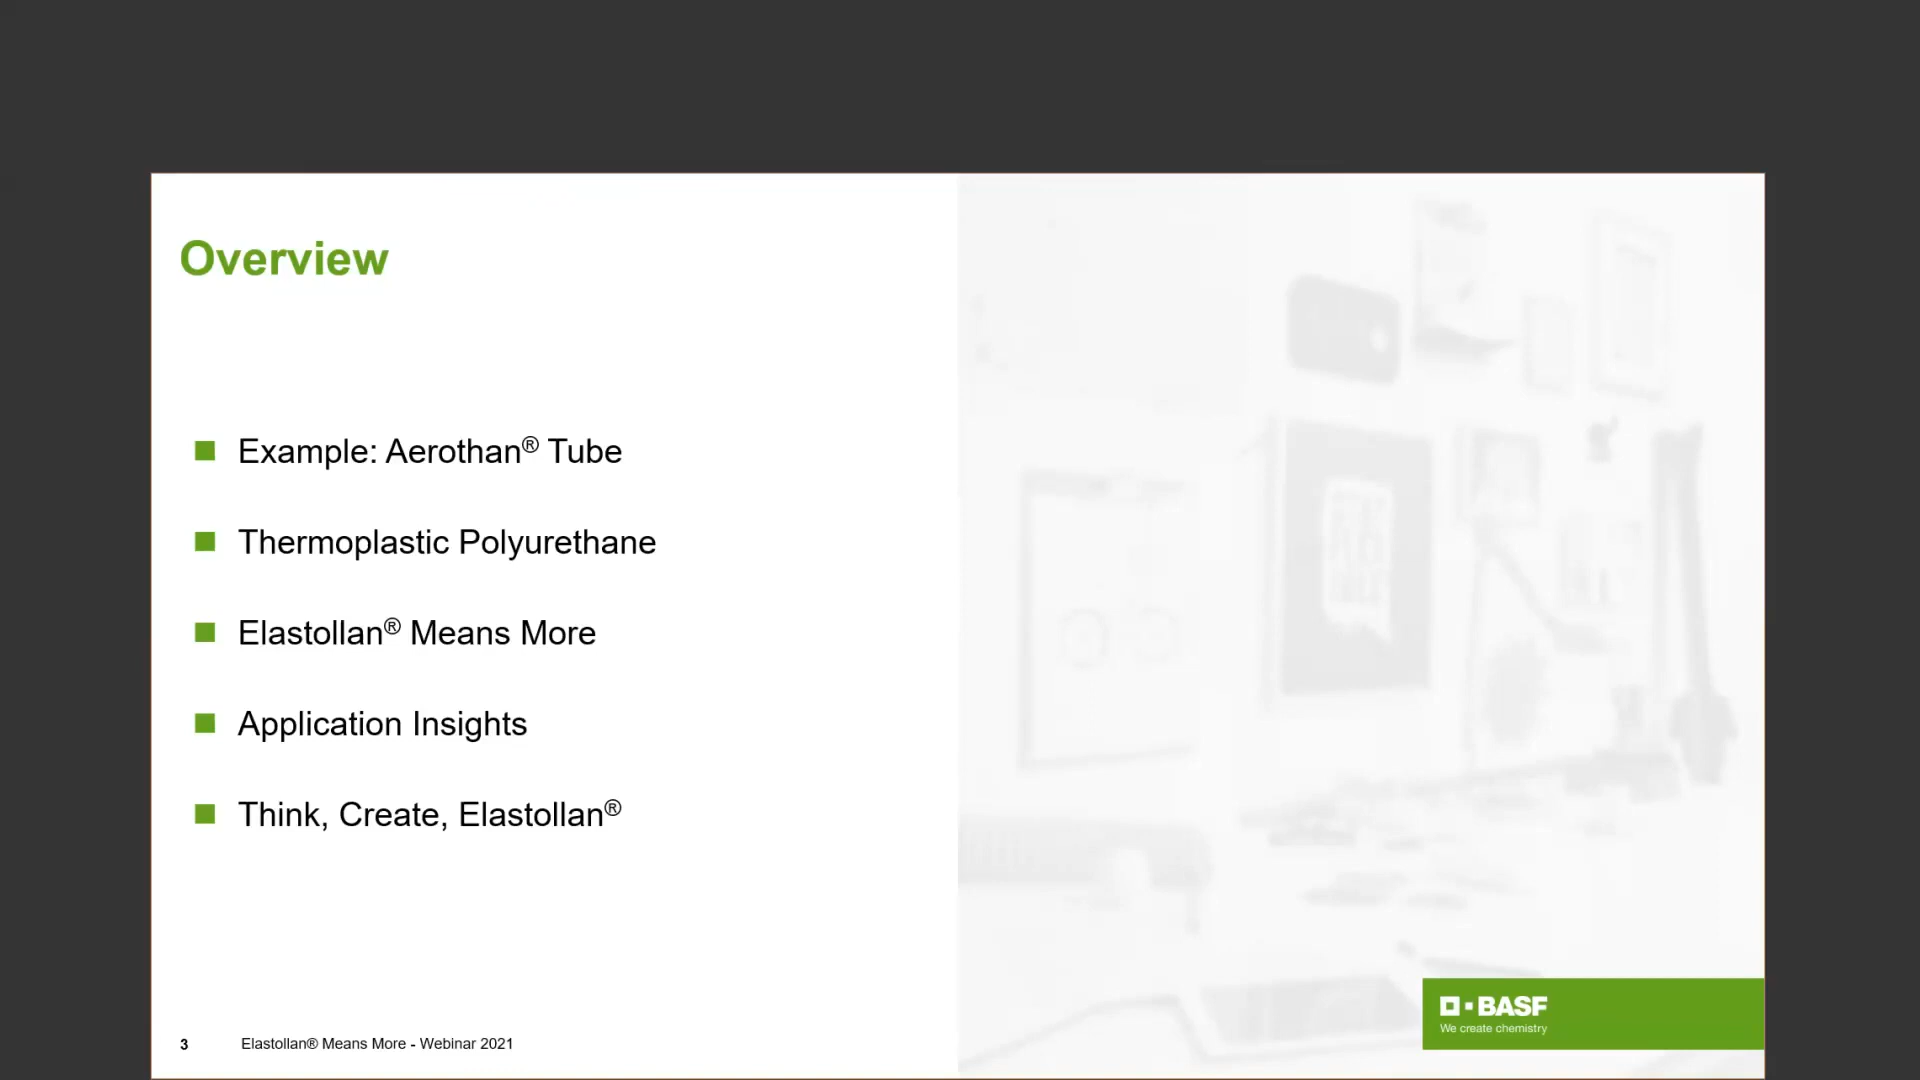 Overview
Example: Aerothan® Tube
Thermoplastic Polyurethane
Elastollan® Means More
Application Insights
Think, Create, Elastollan®
BASF
We create chemistry
3 Elastollan® Means More - Webinar 2021